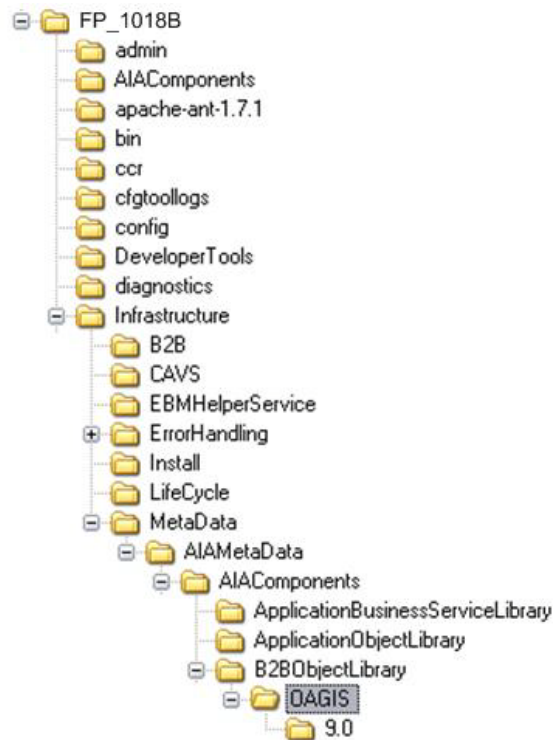 FP_1018B
admin
AIAComponents
apache-ant-1.7.1
bin
ccr
cfgtoollogs
config
DeveloperTools
diagnostics
Infrastructure
B2B
CAVS
EBMHelperService
ErrorHandling
Install
LifeCycle
MetaData
AIAMetaData
AIAComponents
ApplicationBusinessServiceLibrary
ApplicationObjectLibrary
B2BObjectLibrary
OAGIS
9.0